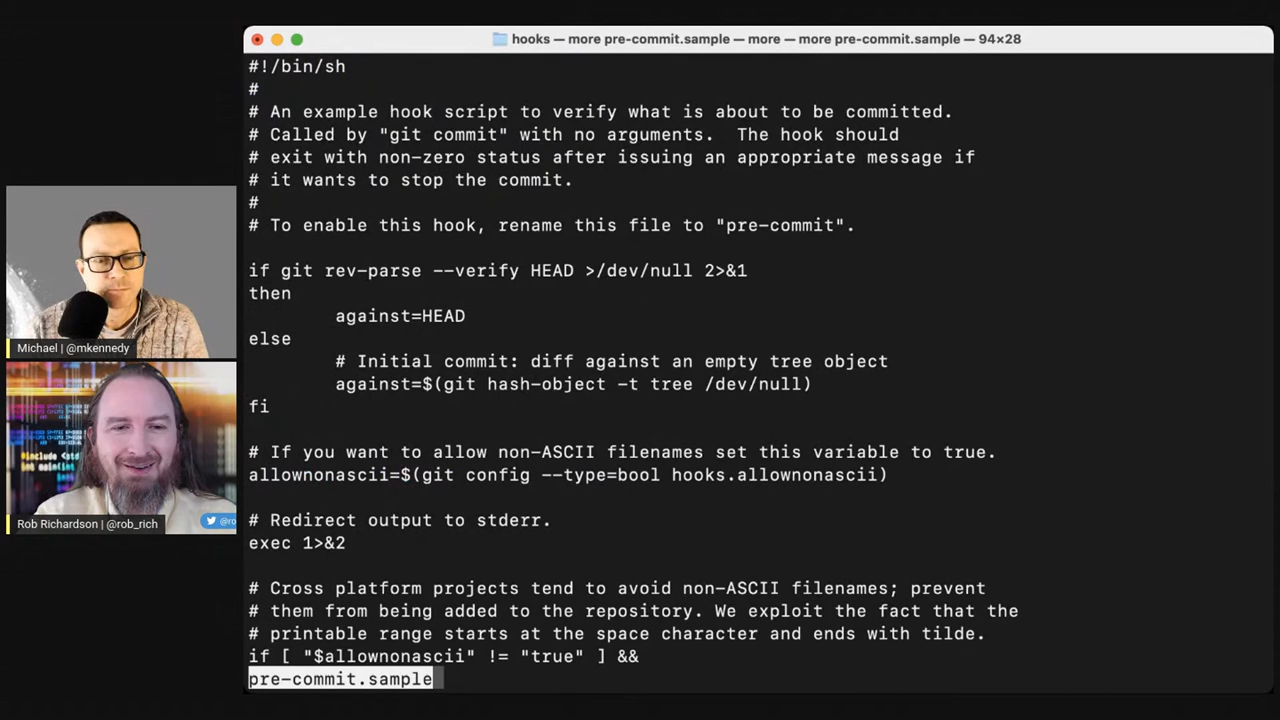 hooks — more pre-commit.sample — more — more pre-commit.sample — 94×28
#!/bin/sh
#
# An example hook script to verify what is about to be committed.
# Called by "git commit" with no arguments.  The hook should
# exit with non-zero status after issuing an appropriate message if
# it wants to stop the commit.
#
# To enable this hook, rename this file to "pre-commit".
if git rev-parse --verify HEAD >/dev/null 2>&1
then
        against=HEAD
else
        # Initial commit: diff against an empty tree object
        against=$(git hash-object -t tree /dev/null)
fi
# If you want to allow non-ASCII filenames set this variable to true.
allownonascii=$(git config --type=bool hooks.allownonascii)
# Redirect output to stderr.
exec 1>&2
# Cross platform projects tend to avoid non-ASCII filenames; prevent
# them from being added to the repository. We exploit the fact that the
# printable range starts at the space character and ends with tilde.
if [ "$allownonascii" != "true" ] &&
pre-commit.sample
Michael | @mkennedy
#include <std
int main(int
Rob Richardson | @rob_rich
@ro